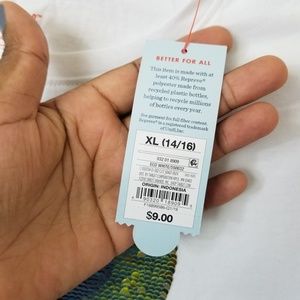 BETTER FOR ALL
This item is made with at
least 40% Repreve®
polyester made from
recycled plastic bottles,
helping to recycle millions
of bottles every year.
See garment for full fiber content.
Repreve® is a registered trademark
of Unifi, Inc.
XL (14/16)
ORIGIN: INDONESIA
$9.00